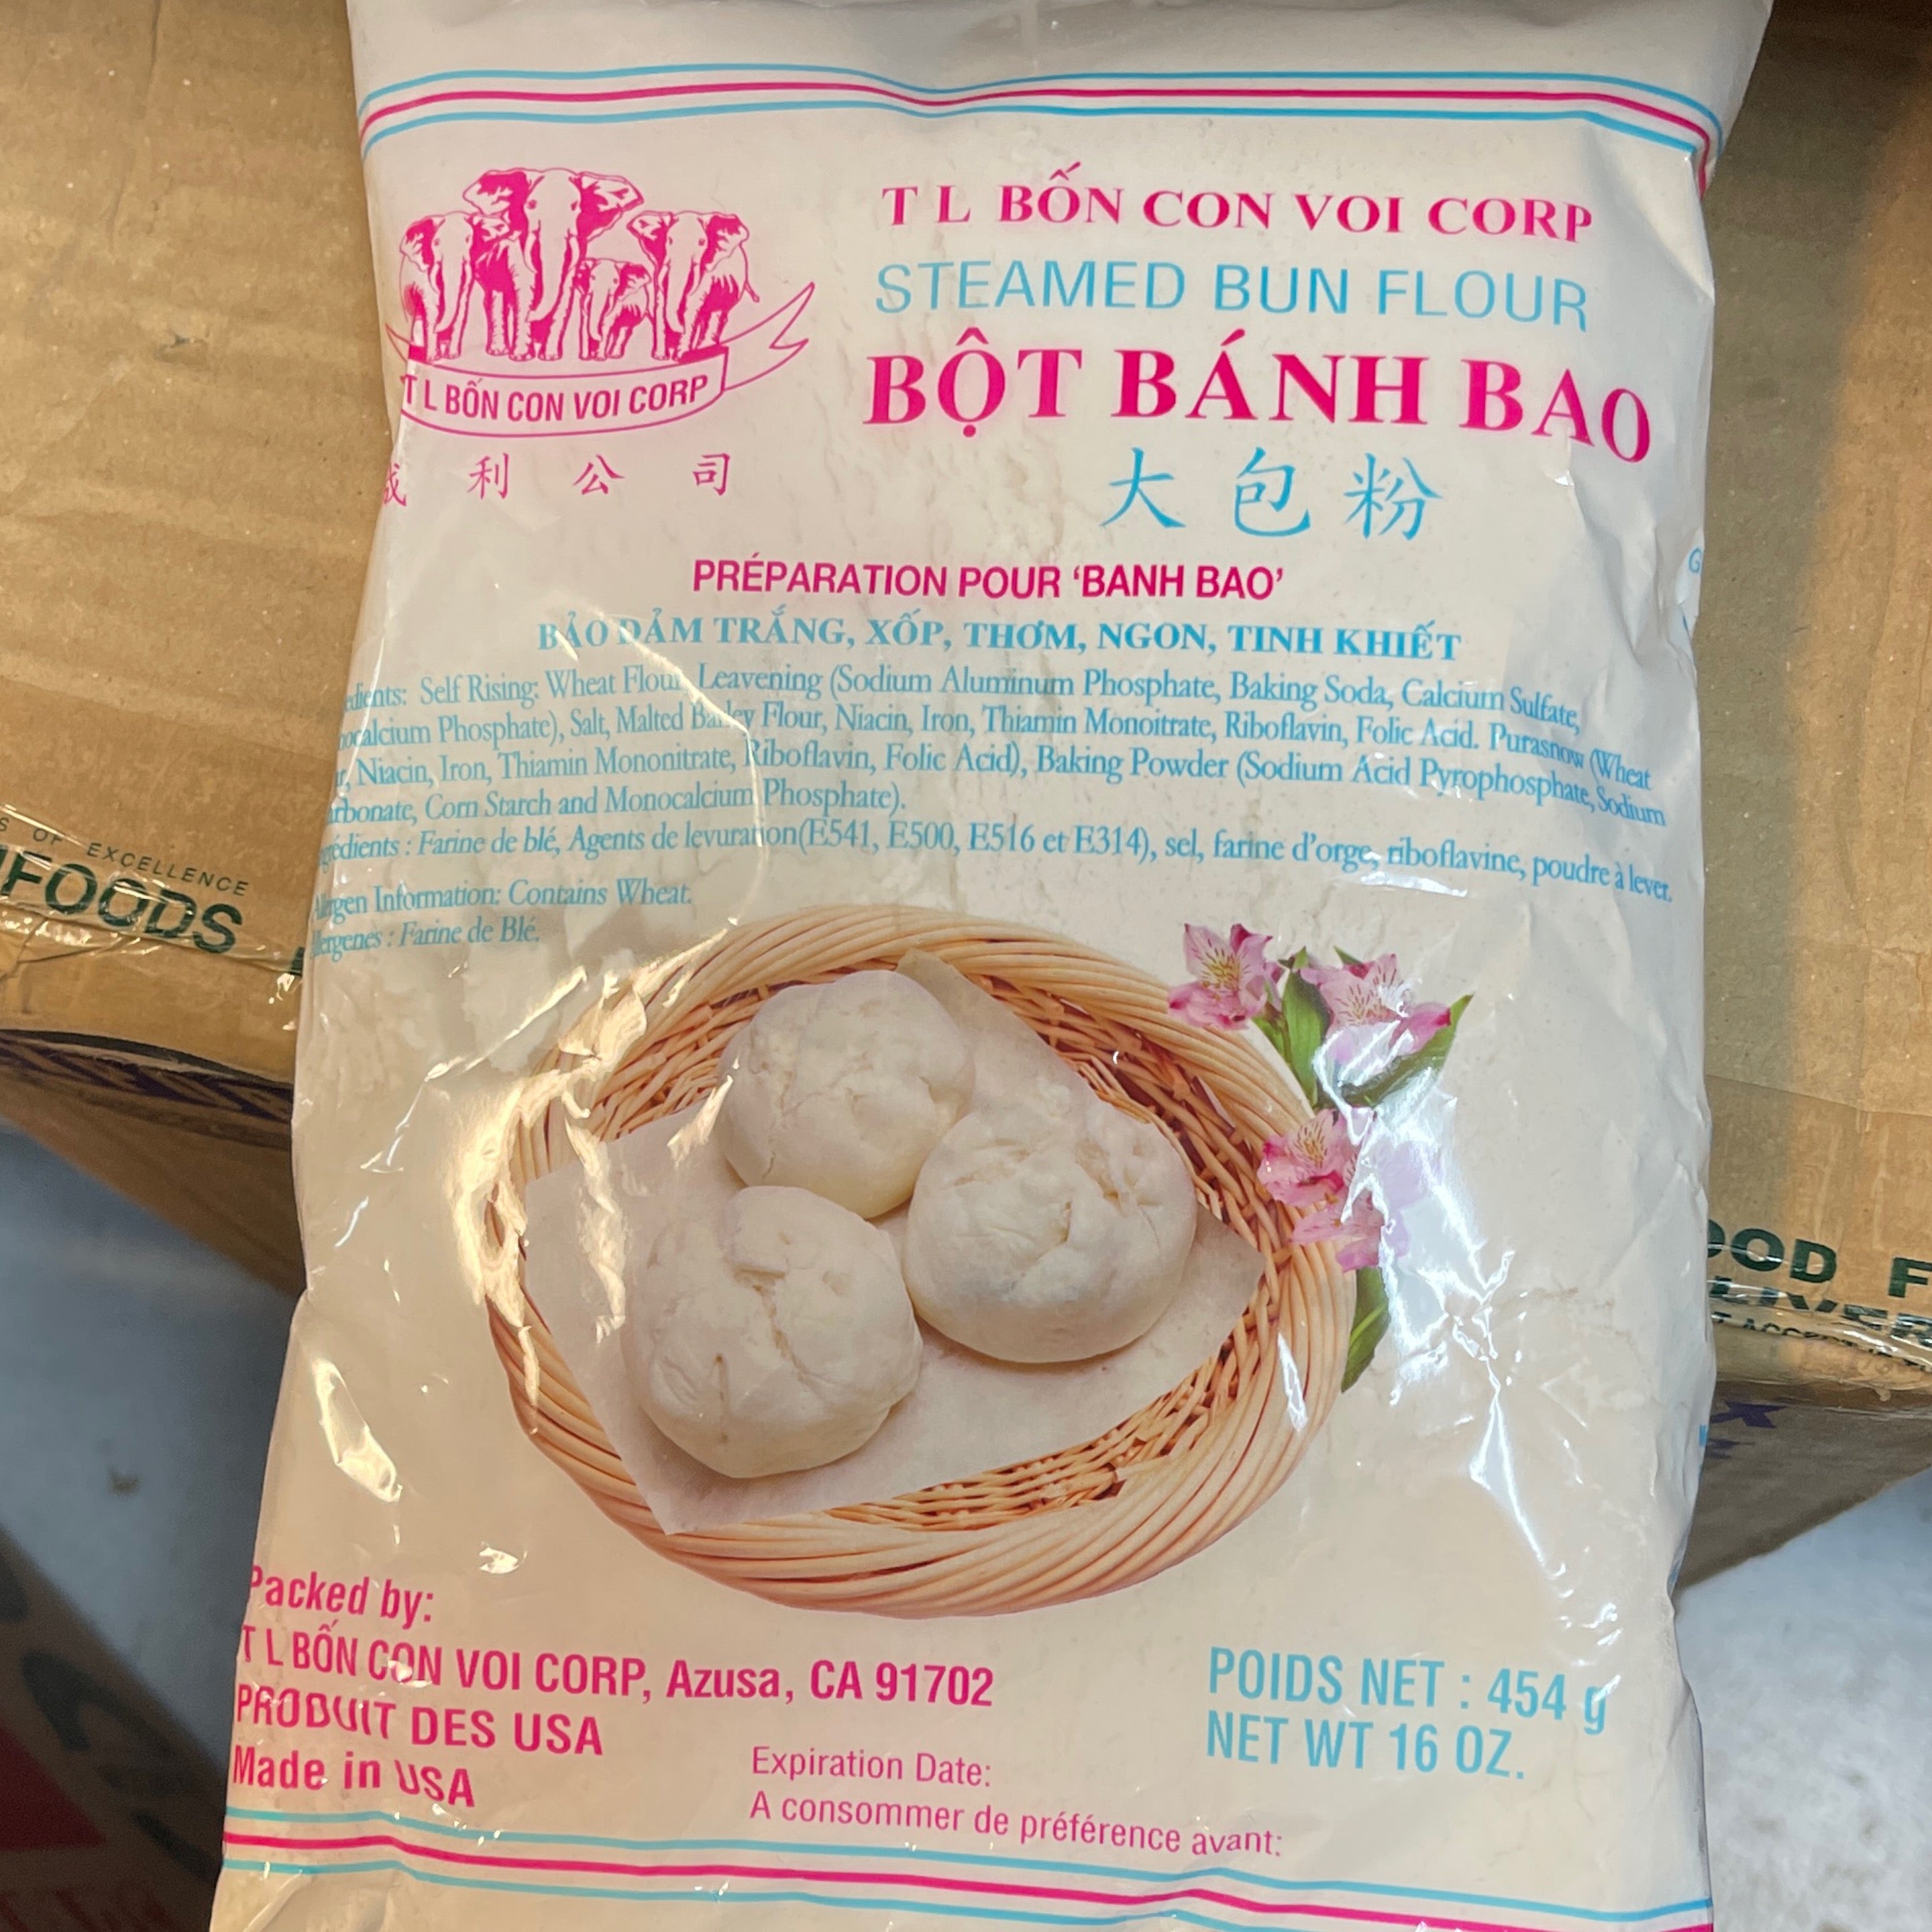 T L BỐN CON VOI CORP
STEAMED BUN FLOUR
BỘT BÁNH BAO
大包粉
T L BỐN CON VOI CORP
成利公司
PRÉPARATION POUR ‘BANH BAO’
BẢO ĐẢM TRẮNG, XỐP, THƠM, NGON, TINH KHIẾT
Self Rising: Wheat Flour, Leavening (Sodium Aluminum Phosphate, Baking Soda, Calcium Sulfate,
Phosphate), Salt, Malted Barley Flour, Niacin, Iron, Thiamin Monoitrate, Riboflavin, Folic Acid. Purasnow (Wheat
Niacin, Iron, Thiamin Mononitrate, Riboflavin, Folic Acid), Baking Powder (Sodium Acid Pyrophosphate, Sodium
Corn Starch and Monocalcium Phosphate).
: Farine de blé, Agents de levuration(E541, E500, E516 et E314), sel, farine d’orge, riboflavine, poudre à lever.
Information: Contains Wheat.
: Farine de Blé.
S OF EXCELLENCE
FOODS
OOD F
Packed by:
T L BỐN CON VOI CORP, Azusa, CA 91702
PRODUIT DES USA
Made in USA
POIDS NET : 454 g
NET WT 16 OZ.
Expiration Date:
A consommer de préférence avant: